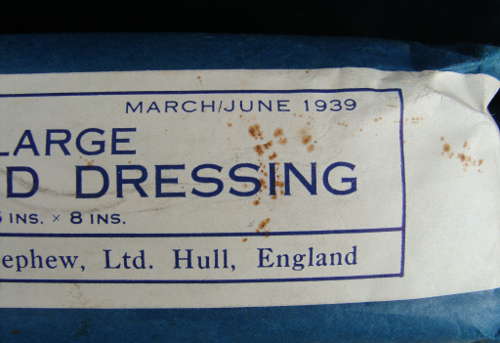 MARCH/JUNE 1939
LARGE
D DRESSING
INS. × 8 INS.
ephew, Ltd. Hull, England